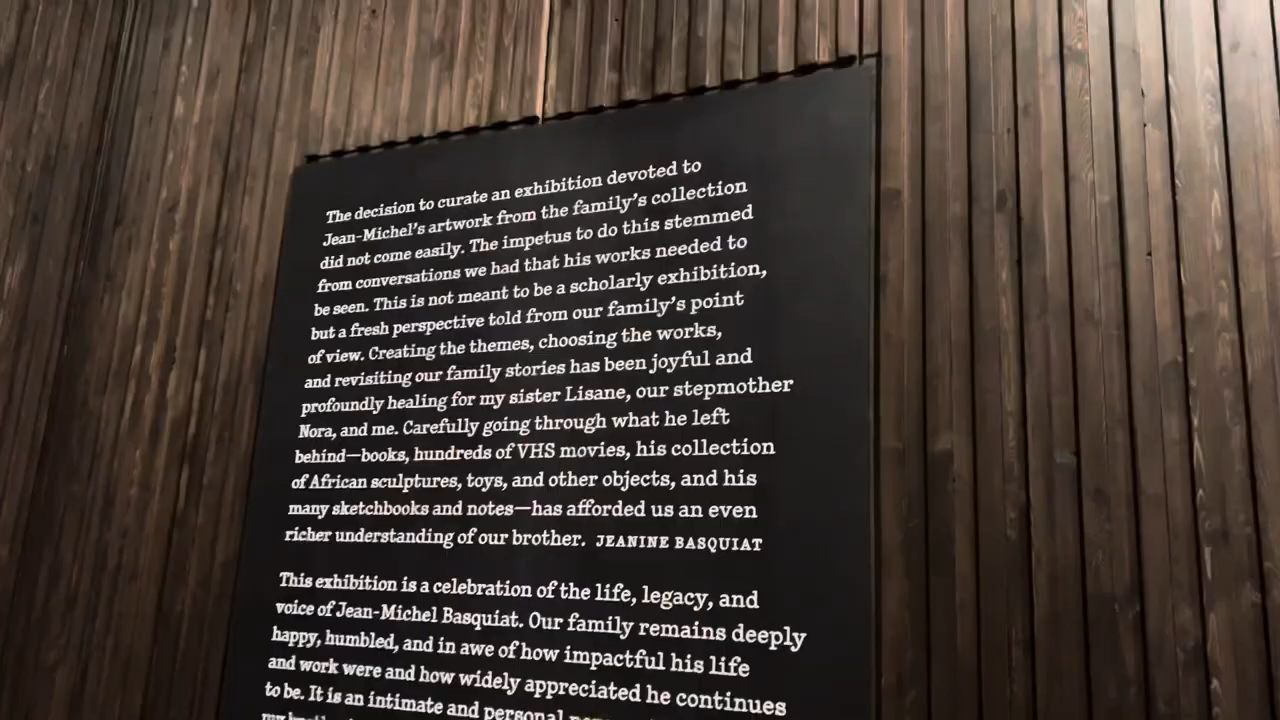 The decision to curate an exhibition devoted to
Jean-Michel's artwork from the family's collection
did not come easily. The impetus to do this stemmed
from conversations we had that his works needed to
be seen. This is not meant to be a scholarly exhibition,
but a fresh perspective told from our family's point
of view. Creating the themes, choosing the works,
and revisiting our family stories has been joyful and
profoundly healing for my sister Lisane, our stepmother
Nora, and me. Carefully going through what he left
behind—books, hundreds of VHS movies, his collection
of African sculptures, toys, and other objects, and his
many sketchbooks and notes—has afforded us an even
richer understanding of our brother. JEANINE BASQUIAT
This exhibition is a celebration of the life, legacy, and
voice of Jean-Michel Basquiat. Our family remains deeply
happy, humbled, and in awe of how impactful his life
and work were and how widely appreciated he continues
to be. It is an intimate and personal